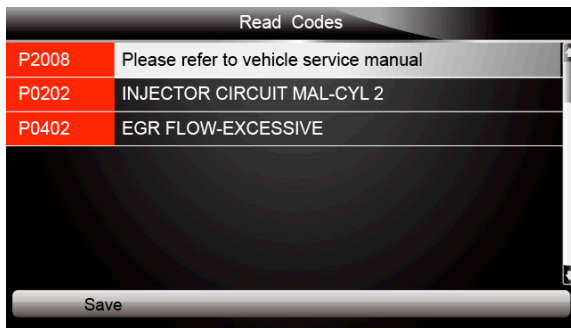 Read Codes
P2008 Please refer to vehicle service manual
P0202 INJECTOR CIRCUIT MAL-CYL 2
P0402 EGR FLOW-EXCESSIVE
Save